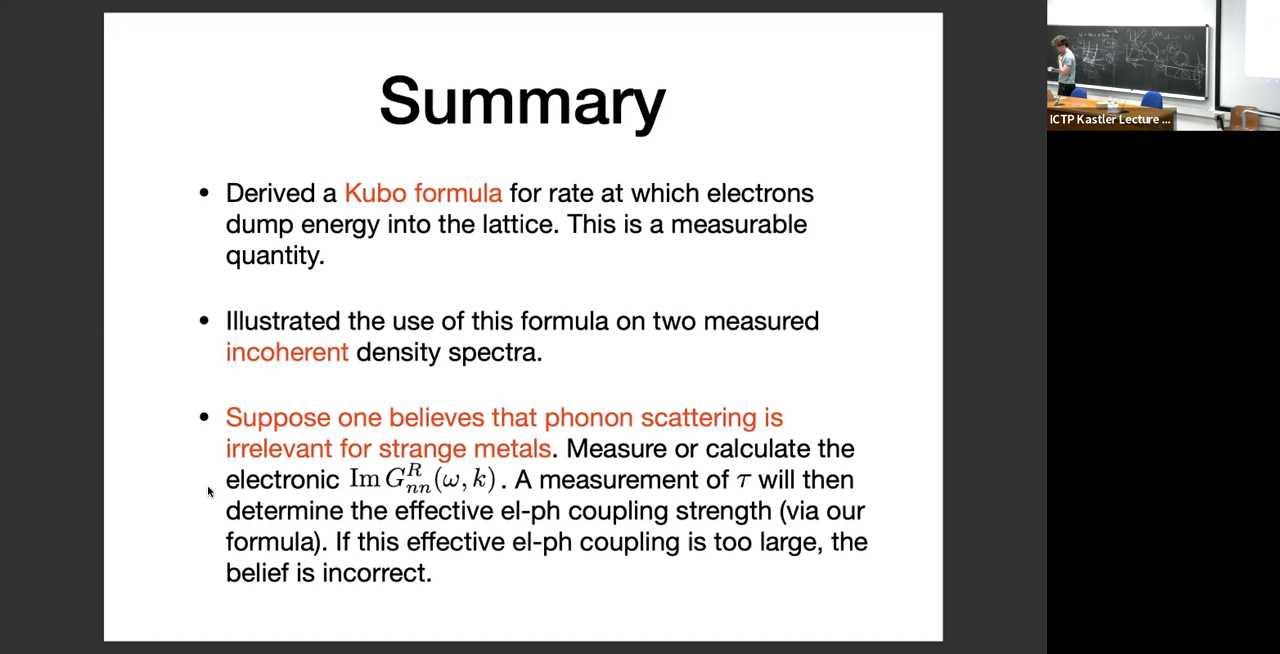 Summary
• Derived a Kubo formula for rate at which electrons
dump energy into the lattice. This is a measurable
quantity.
• Illustrated the use of this formula on two measured
incoherent density spectra.
• Suppose one believes that phonon scattering is
irrelevant for strange metals. Measure or calculate the
electronic Im G^R_{nn}(ω, k). A measurement of τ will then
determine the effective el-ph coupling strength (via our
formula). If this effective el-ph coupling is too large, the
belief is incorrect.
ICTP Kastler Lecture ...